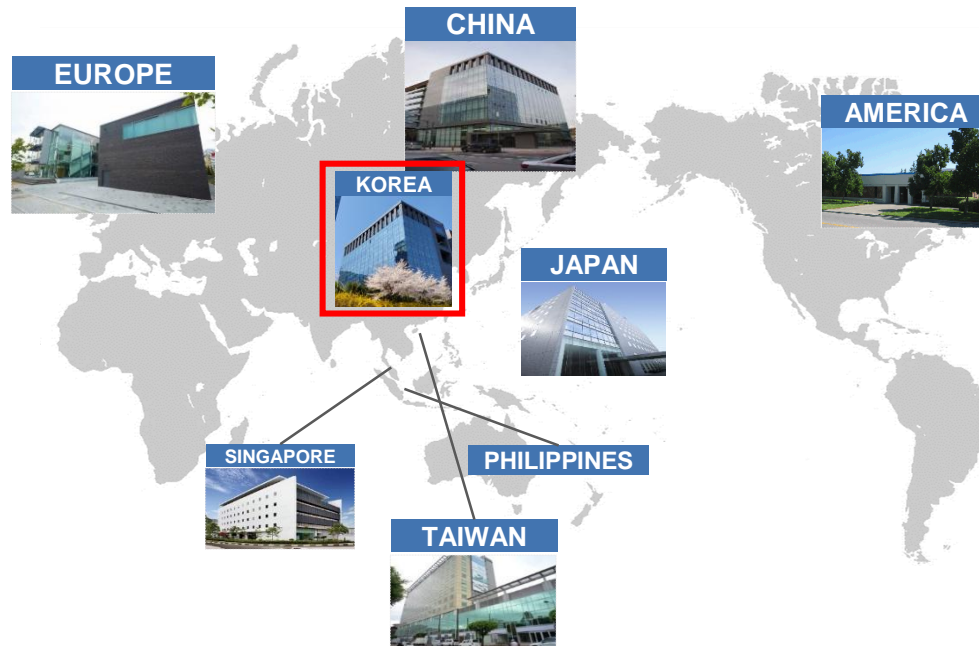 CHINA
EUROPE
AMERICA
KOREA
JAPAN
SINGAPORE
PHILIPPINES
TAIWAN